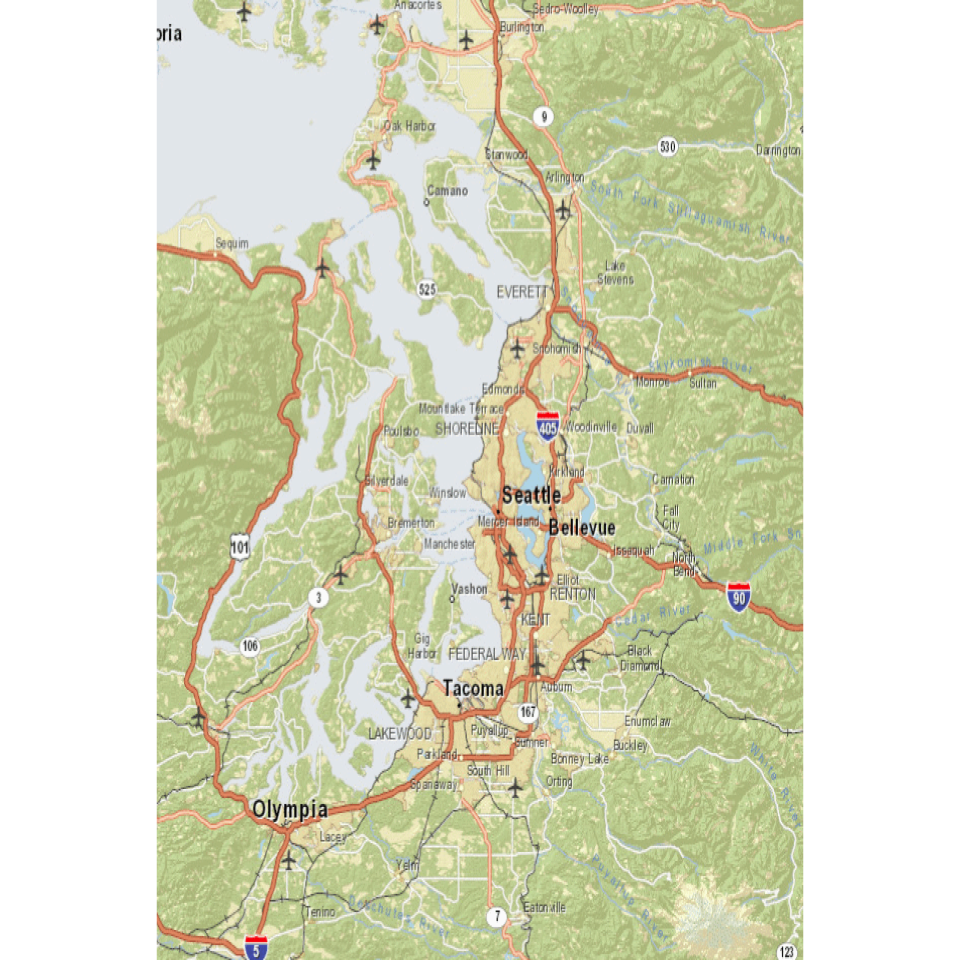 Anacortes
Sedro-Woolley
Burlington
oria
9
Oak Harbor
530
Stanwood
Darrington
Arlington
Camano
South Fork Stillaguamish River
Sequim
Lake
Stevens
525
EVERETT
Snohomish
Skykomish River
Monroe
Sultan
Edmonds
Mountlake Terrace
SHORELINE
405
Woodinville
Duvall
Poulsbo
Kirkland
Silverdale
Carnation
Winslow
Seattle
Fall
City
Bremerton
Mercer Island
Bellevue
Manchester
101
Issaquah
North
Bend
Middle Fork Sn
Vashon
Elliot
RENTON
3
90
KENT
Cedar River
106
Gig
Harbor
FEDERAL WAY
Black
Diamond
Tacoma
Auburn
167
LAKEWOOD
Puyallup
Enumclaw
Sumner
Buckley
Parkland
Bonney Lake
South Hill
Orting
Spanaway
White River
Olympia
Lacey
Yelm
Puyallup River
Deschutes River
Tenino
Eatonville
7
5
123